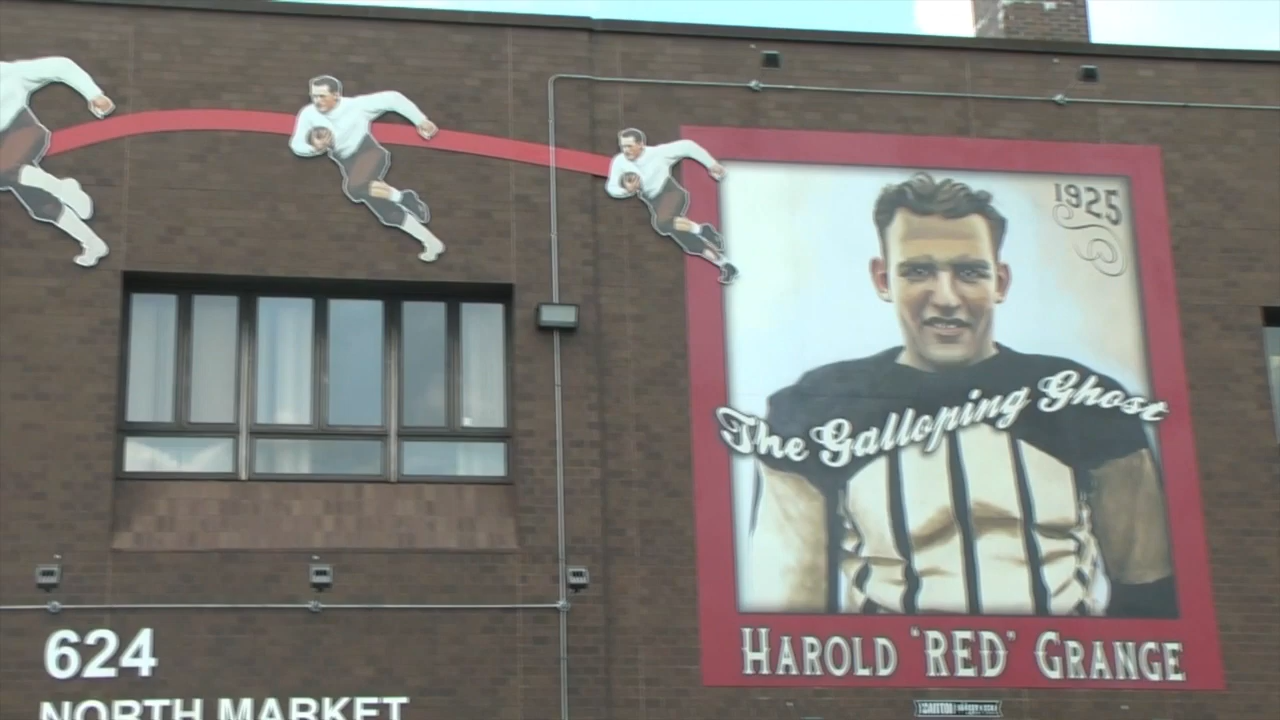 1925
The Galloping Ghost
HAROLD "RED" GRANGE
624
NORTH MARKET